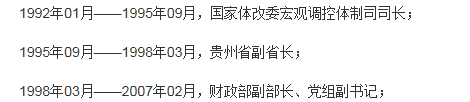 1992年01月——1995年09月，国家体改委宏观调控体制司司长；
1995年09月——1998年03月，贵州省副省长；
1998年03月——2007年02月，财政部副部长、党组副书记；